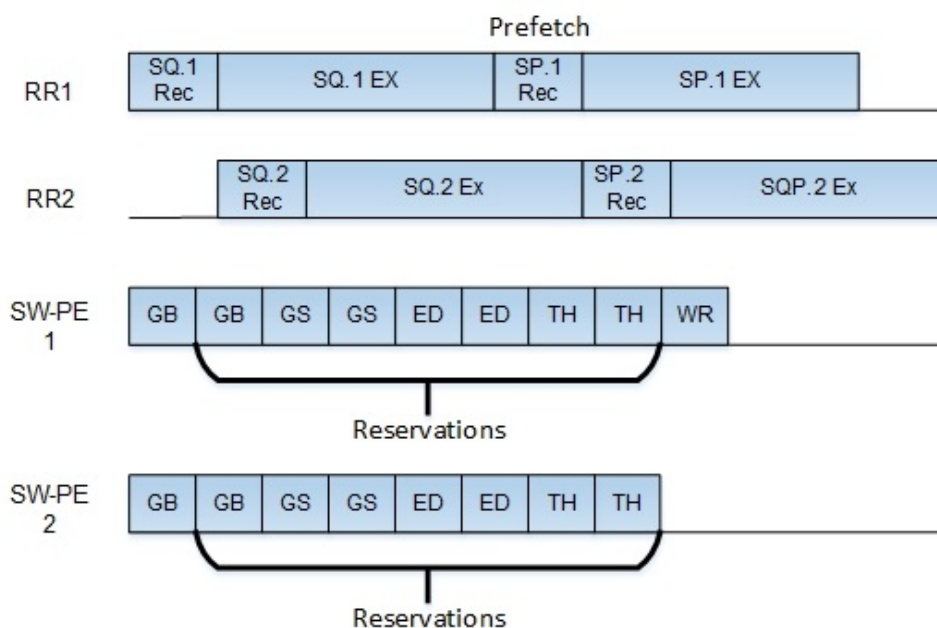 Prefetch
RR1
SQ.1
Rec
SQ.1 EX
SP.1
Rec
SP.1 EX
RR2
SQ.2
Rec
SQ.2 Ex
SP.2
Rec
SQP.2 Ex
SW-PE
1
GB GB GS GS ED ED TH TH WR
Reservations
SW-PE
2
GB GB GS GS ED ED TH TH
Reservations